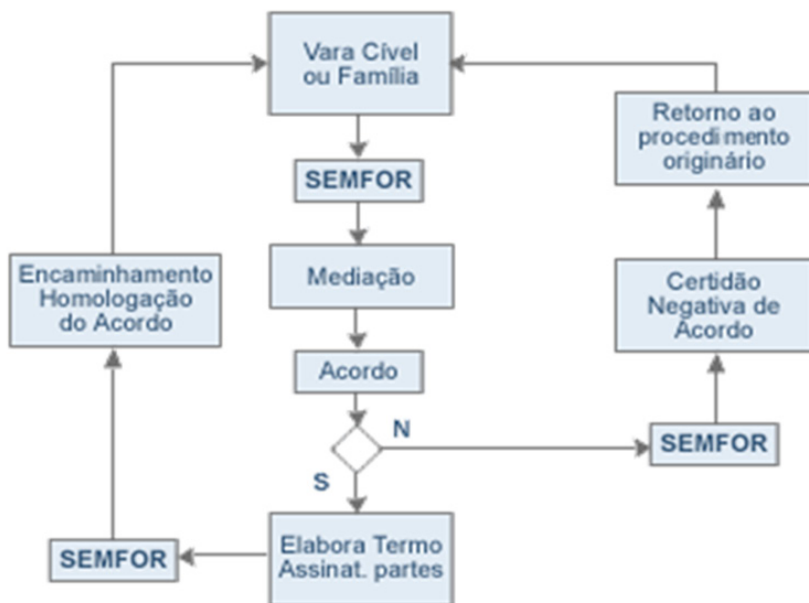 Vara Cível
ou Família
SEMFOR
Mediação
Acordo
N
S
Elabora Termo
Assinat. partes
SEMFOR
Encaminhamento
Homologação
do Acordo
SEMFOR
Certidão
Negativa de
Acordo
Retorno ao
procedimento
originário